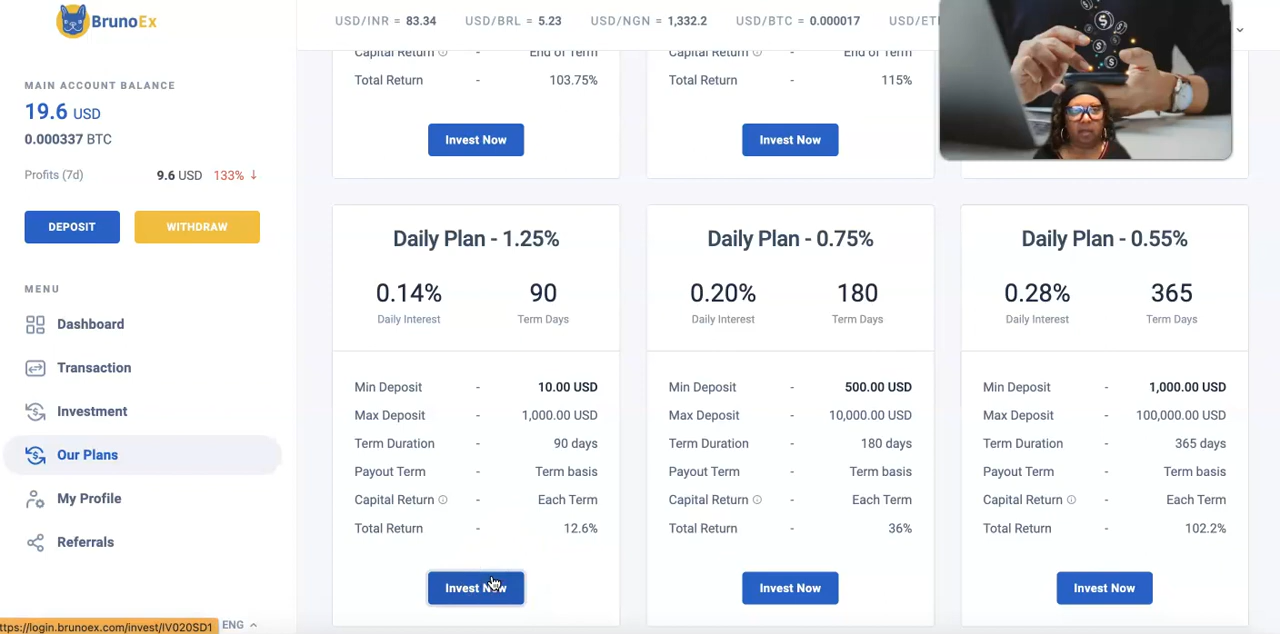 BrunoEx
USD/INR = 83.34 USD/BRL = 5.23 USD/NGN = 1,332.2 USD/BTC = 0.000017 USD/ETH
MAIN ACCOUNT BALANCE
19.6 USD
0.000337 BTC
Profits (7d) 9.6 USD 133% ↓
DEPOSIT WITHDRAW
MENU
Dashboard
Transaction
Investment
Our Plans
My Profile
Referrals
ENG
ttps://login.brunoex.com/invest/IV020SD1
Capital Return - End of Term
Total Return - 103.75%
Invest Now
Capital Return - End of Term
Total Return - 115%
Invest Now
Daily Plan - 1.25%
0.14% 90
Daily Interest Term Days
Min Deposit - 10.00 USD
Max Deposit - 1,000.00 USD
Term Duration - 90 days
Payout Term - Term basis
Capital Return - Each Term
Total Return - 12.6%
Invest Now
Daily Plan - 0.75%
0.20% 180
Daily Interest Term Days
Min Deposit - 500.00 USD
Max Deposit - 10,000.00 USD
Term Duration - 180 days
Payout Term - Term basis
Capital Return - Each Term
Total Return - 36%
Invest Now
Daily Plan - 0.55%
0.28% 365
Daily Interest Term Days
Min Deposit - 1,000.00 USD
Max Deposit - 100,000.00 USD
Term Duration - 365 days
Payout Term - Term basis
Capital Return - Each Term
Total Return - 102.2%
Invest Now